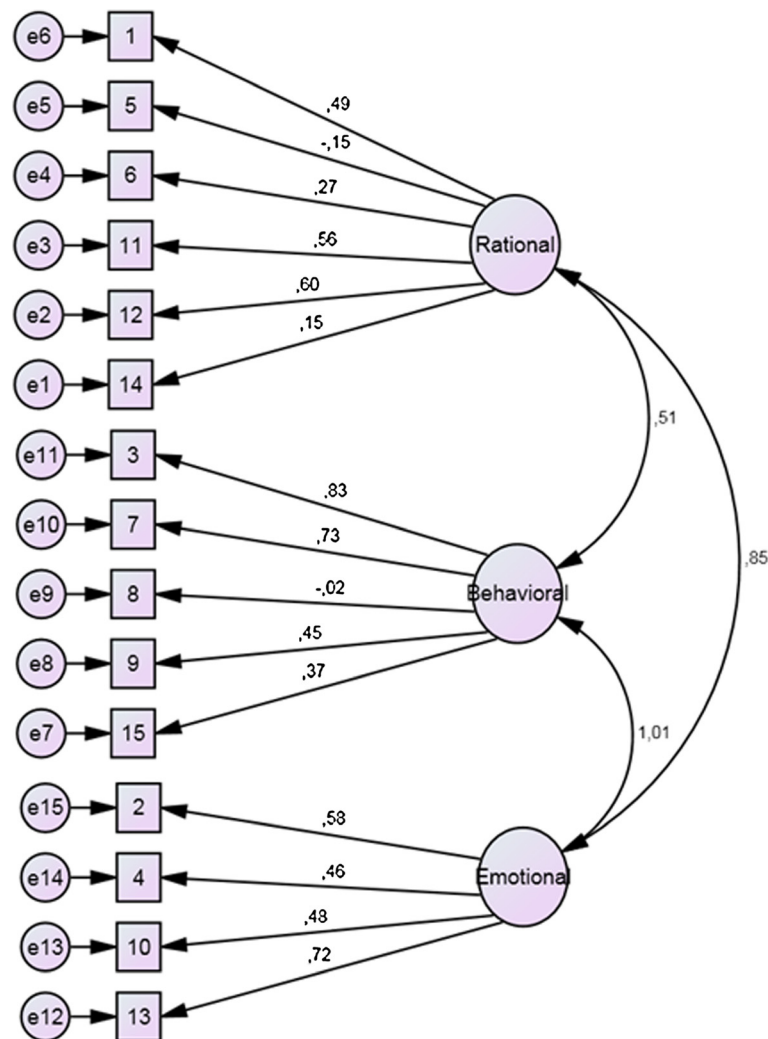 e6 1
,49
e5 5
-,15
e4 6
,27
Rational
e3 11
,56
e2 12
,60
e1 14
,15
,51
e11 3
,83
e10 7
,73
,85
e9 8
-,02
Behavioral
e8 9
,45
e7 15
,37
1,01
e15 2
,58
e14 4
,46
Emotional
e13 10
,48
e12 13
,72